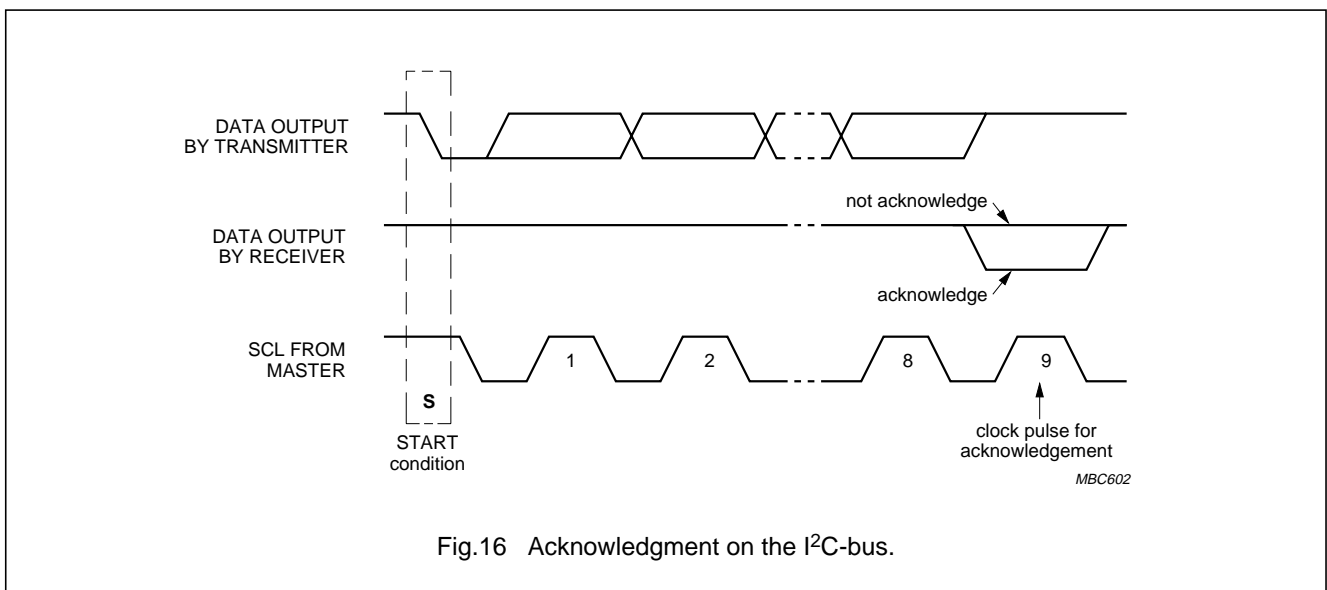 DATA OUTPUT
BY TRANSMITTER
not acknowledge
DATA OUTPUT
BY RECEIVER
acknowledge
SCL FROM
MASTER
1
2
8
9
S
START
condition
clock pulse for
acknowledgement
MBC602
Fig.16 Acknowledgment on the I²C-bus.